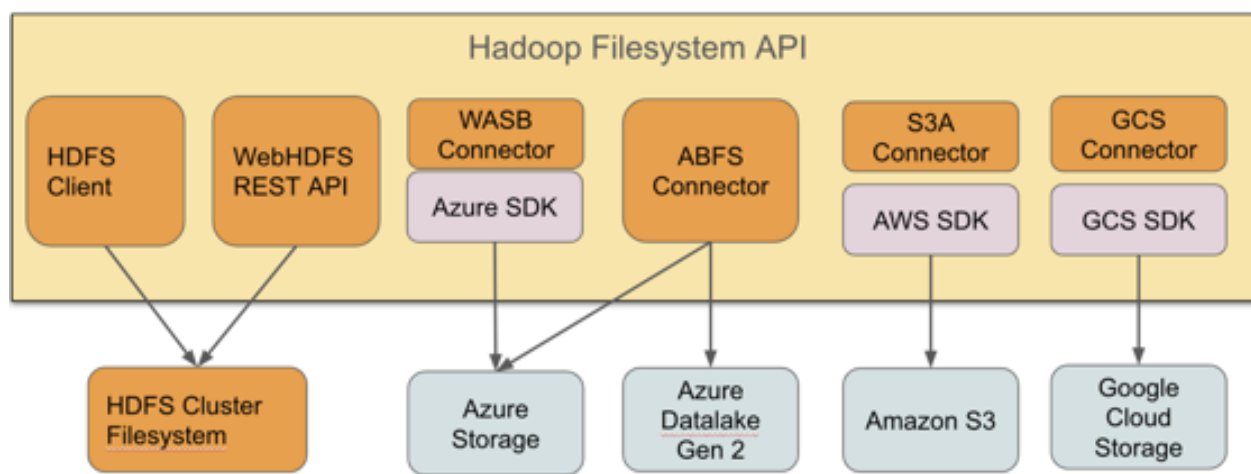 Hadoop Filesystem API
HDFS
Client
WebHDFS
REST API
WASB
Connector
Azure SDK
ABFS
Connector
S3A
Connector
AWS SDK
GCS
Connector
GCS SDK
HDFS Cluster
Filesystem
Azure
Storage
Azure
Datalake
Gen 2
Amazon S3
Google
Cloud
Storage